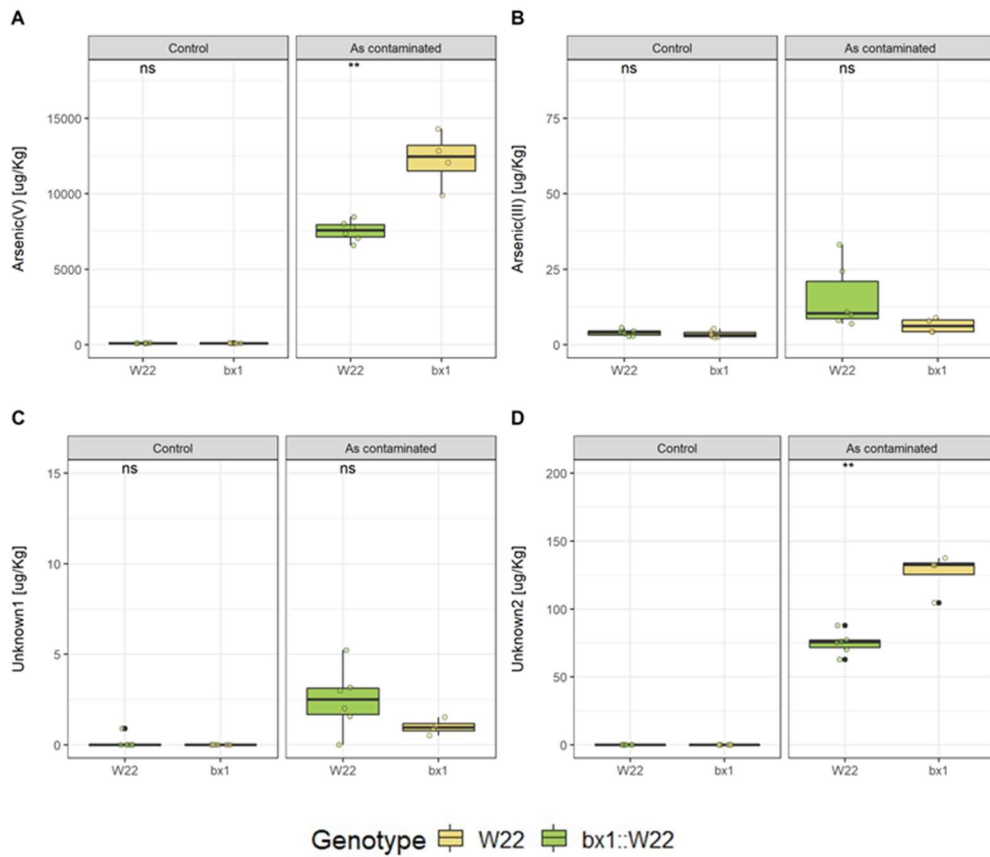 A
B
Control
As contaminated
Control
As contaminated
ns
**
ns
ns
Arsenic(V) [ug/Kg]
15000
10000
5000
0
Arsenic(III) [ug/Kg]
75
50
25
0
W22
bx1
W22
bx1
W22
bx1
W22
bx1
C
D
Control
As contaminated
Control
As contaminated
ns
ns
**
Unknown1 [ug/Kg]
15
10
5
0
Unknown2 [ug/Kg]
200
150
100
50
0
W22
bx1
W22
bx1
W22
bx1
W22
bx1
Genotype W22 bx1::W22